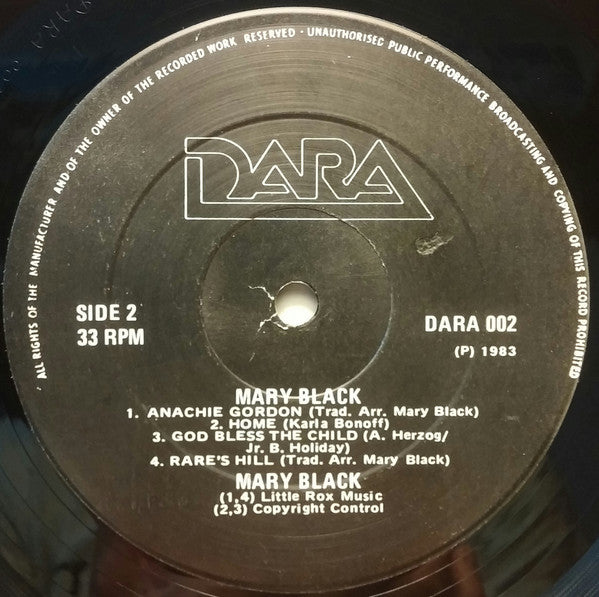 ALL RIGHTS OF THE MANUFACTURER AND OF THE OWNER OF THE RECORDED WORK RESERVED · UNAUTHORISED PUBLIC PERFORMANCE BROADCASTING AND COPYING OF THIS RECORD PROHIBITED
DARA
SIDE 2
33 RPM
DARA 002
(P) 1983
MARY BLACK
1. ANACHIE GORDON (Trad. Arr. Mary Black)
2. HOME (Karla Bonoff)
3. GOD BLESS THE CHILD (A. Herzog/
Jr. B. Holiday)
4. RARE'S HILL (Trad. Arr. Mary Black)
MARY BLACK
(1,4) Little Rox Music
(2,3) Copyright Control